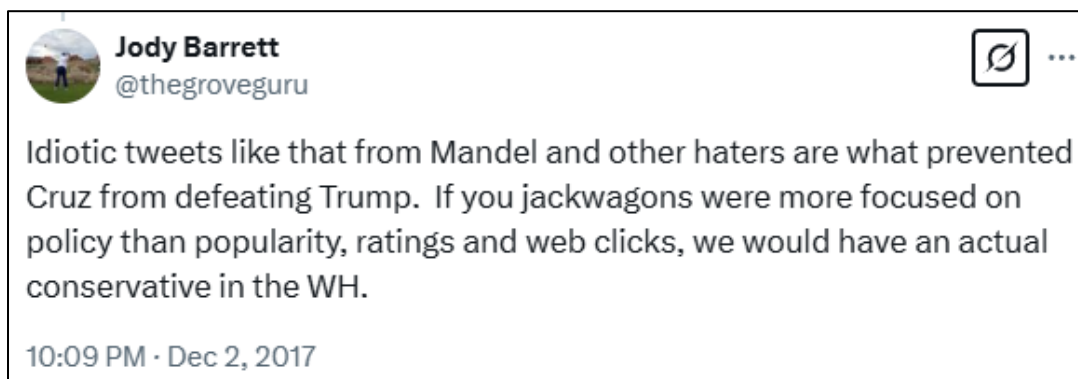 Jody Barrett
@thegroveguru
Idiotic tweets like that from Mandel and other haters are what prevented
Cruz from defeating Trump.  If you jackwagons were more focused on
policy than popularity, ratings and web clicks, we would have an actual
conservative in the WH.
10:09 PM · Dec 2, 2017